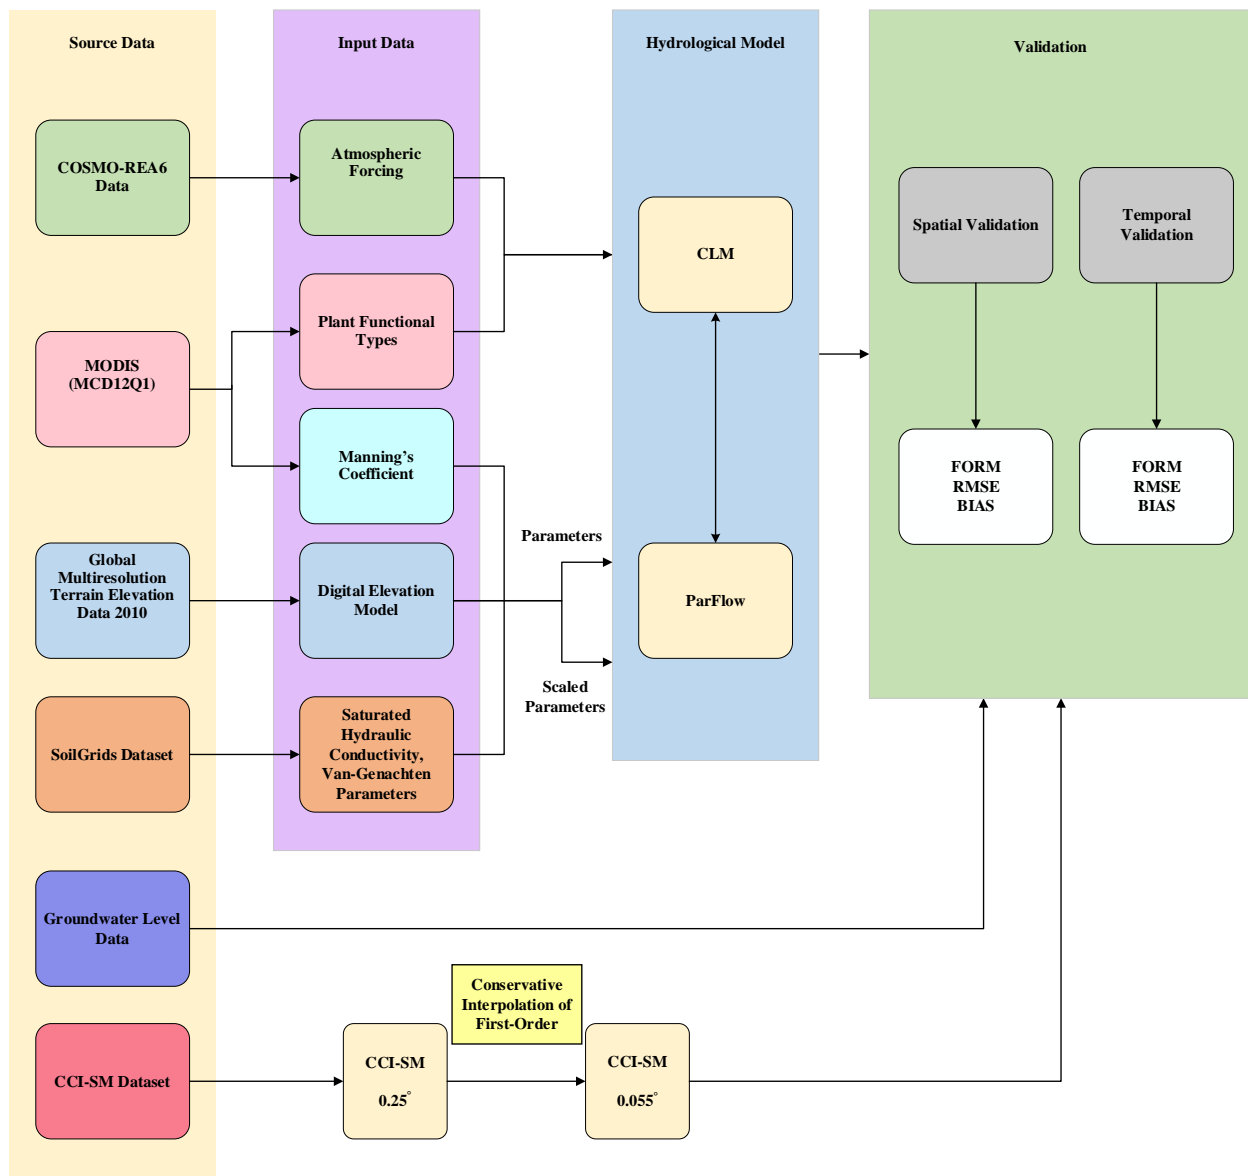 Source Data
Input Data
Hydrological Model
Validation
COSMO-REA6
Data
Atmospheric
Forcing
CLM
Spatial Validation
Temporal
Validation
MODIS
(MCD12Q1)
Plant Functional
Types
Manning's
Coefficient
FORM
RMSE
BIAS
FORM
RMSE
BIAS
Global
Multiresolution
Terrain Elevation
Data 2010
Digital Elevation
Model
Parameters
Scaled
Parameters
ParFlow
SoilGrids Dataset
Saturated
Hydraulic
Conductivity,
Van-Genachten
Parameters
Groundwater Level
Data
Conservative
Interpolation of
First-Order
CCI-SM Dataset
CCI-SM
0.25°
CCI-SM
0.055°